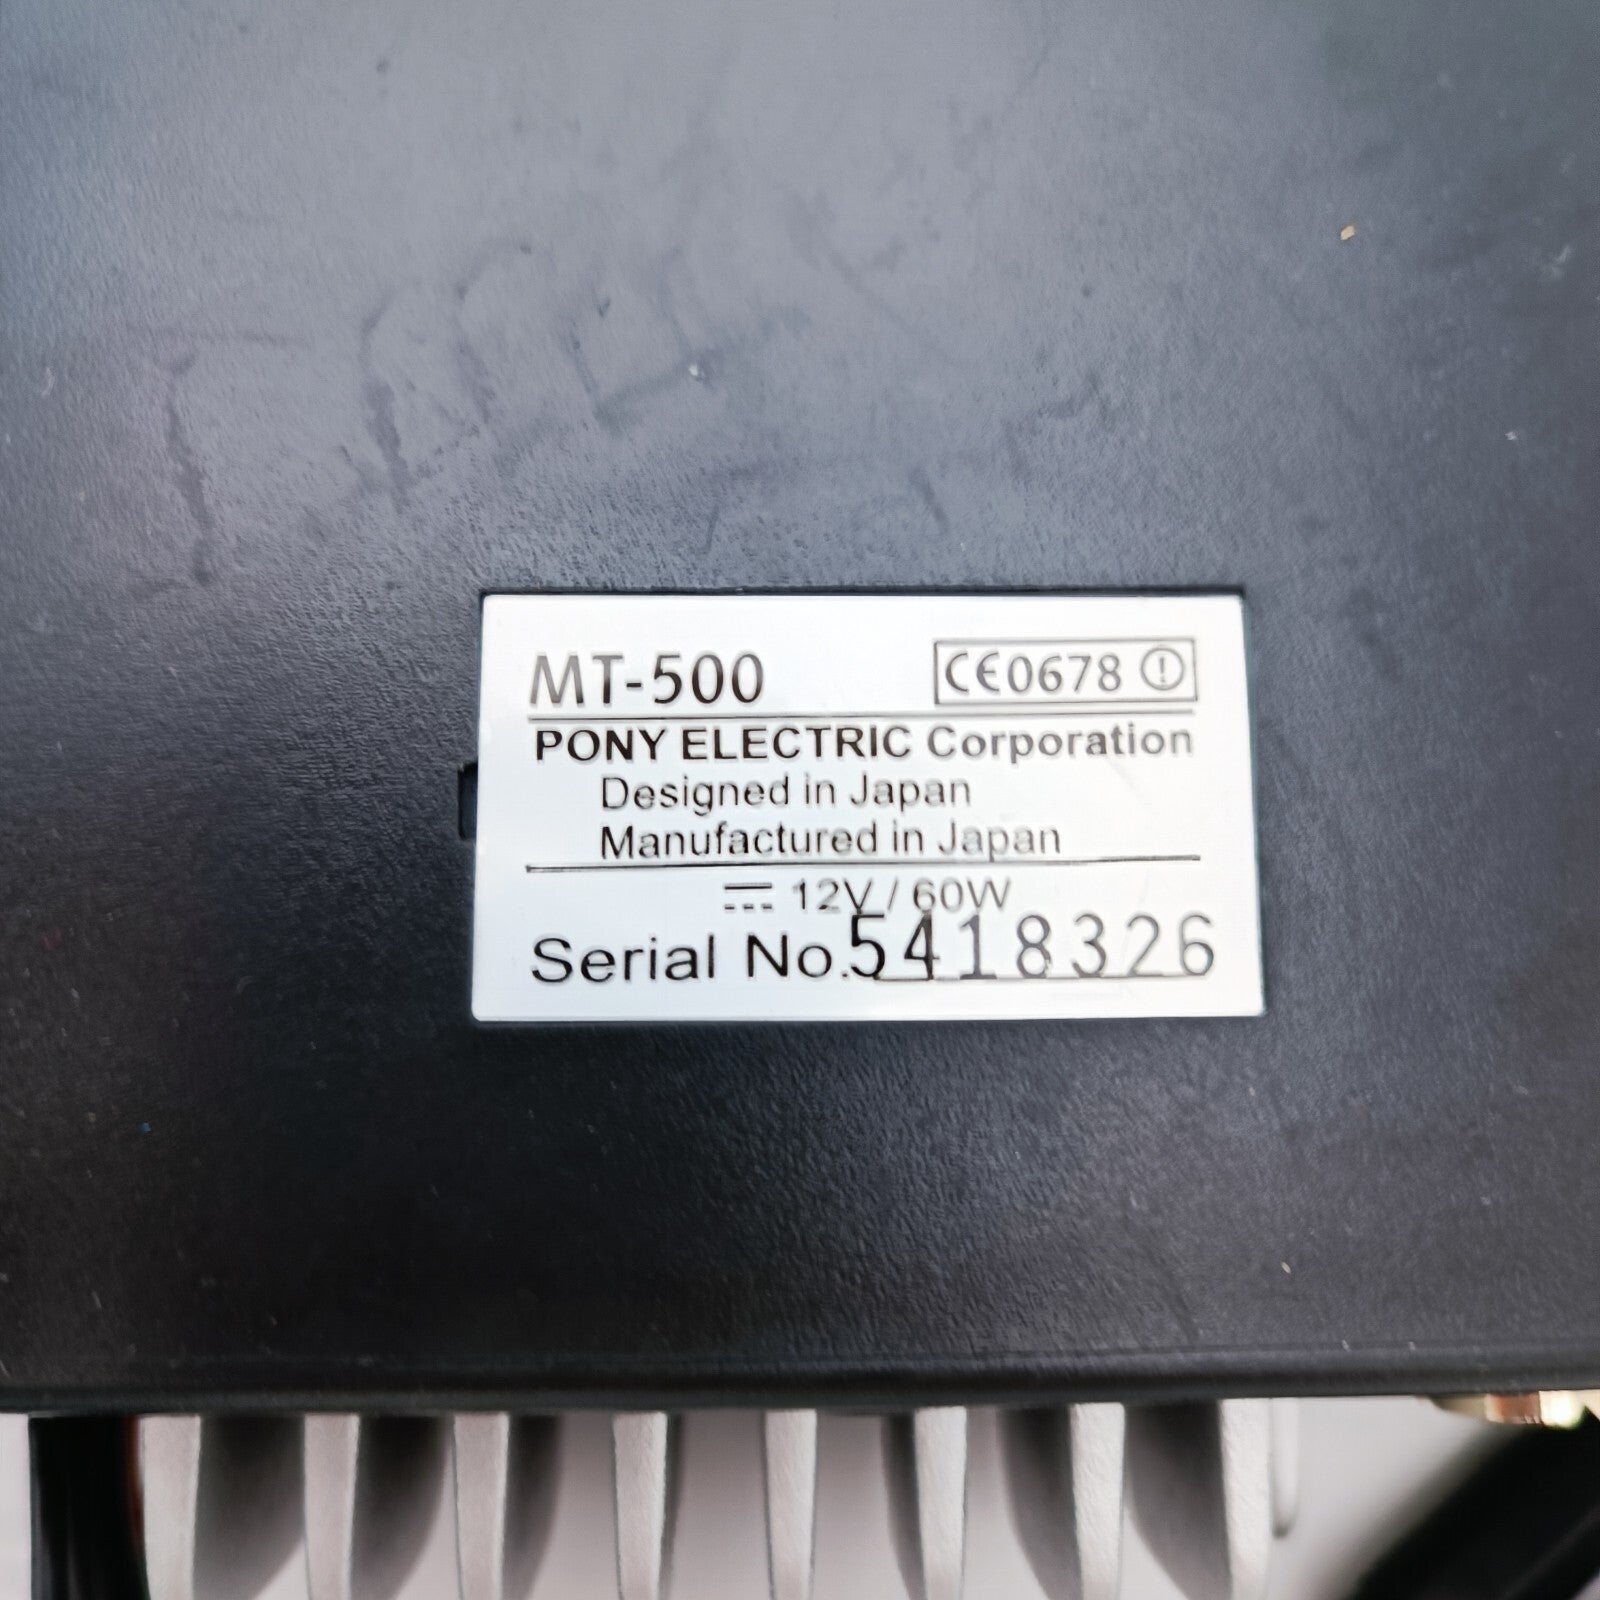 MT-500 CE0678
PONY ELECTRIC Corporation
Designed in Japan
Manufactured in Japan
12V / 60W
Serial No.5418326